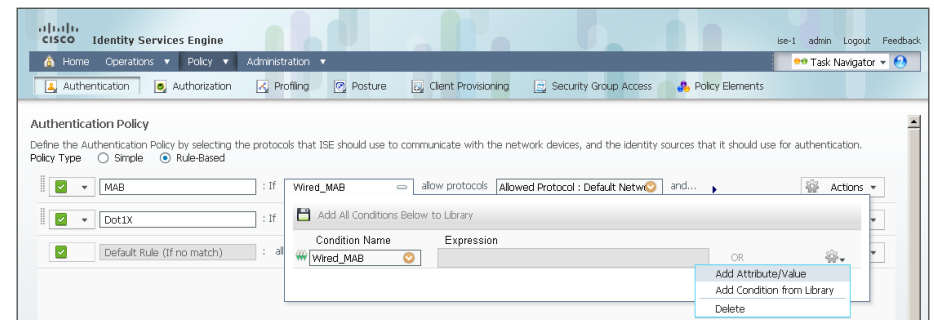 CISCO Identity Services Engine
ise-1 admin Logout Feedback
Home Operations Policy Administration Task Navigator
Authentication Authorization Profiling Posture Client Provisioning Security Group Access Policy Elements
Authentication Policy
Define the Authentication Policy by selecting the protocols that ISE should use to communicate with the network devices, and the identity sources that it should use for authentication.
Policy Type Simple Rule-Based
MAB : If Wired_MAB allow protocols Allowed Protocol : Default Netwo and... Actions
Dot1X : If
Add All Conditions Below to Library
Default Rule (If no match) : all
Condition Name Expression
Wired_MAB OR
Add Attribute/Value
Add Condition from Library
Delete